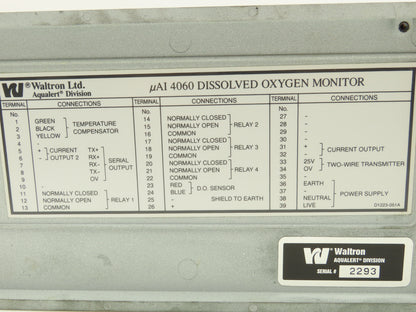 W ® Waltron Ltd.
Aqualert® Division
µAI 4060 DISSOLVED OXYGEN MONITOR
TERMINAL CONNECTIONS TERMINAL CONNECTIONS TERMINAL CONNECTIONS
No.
1 GREEN
2 BLACK TEMPERATURE
3 YELLOW COMPENSATOR
4 -
5 + CURRENT TX+
6 - OUTPUT 2 RX+ SERIAL
7 RX- OUTPUT
8 TX-
9 OV
10
11 NORMALLY CLOSED
12 NORMALLY OPEN RELAY 1
13 COMMON
No.
14 NORMALLY CLOSED
15 NORMALLY OPEN RELAY 2
16 COMMON
17 NORMALLY CLOSED
18 NORMALLY OPEN RELAY 3
19 COMMON
20 NORMALLY CLOSED
21 NORMALLY OPEN RELAY 4
22 COMMON
23 RED D.O. SENSOR
24 BLUE
25 - SHIELD TO EARTH
26 +
No.
27 -
28 -
29 -
30 -
31 + CURRENT OUTPUT
32 -
33 25V TWO-WIRE TRANSMITTER
34 OV
35 -
36 EARTH
37 - POWER SUPPLY
38 NEUTRAL
39 LIVE
D1223-051A
W Waltron
AQUALERT® DIVISION
SERIAL # 2293